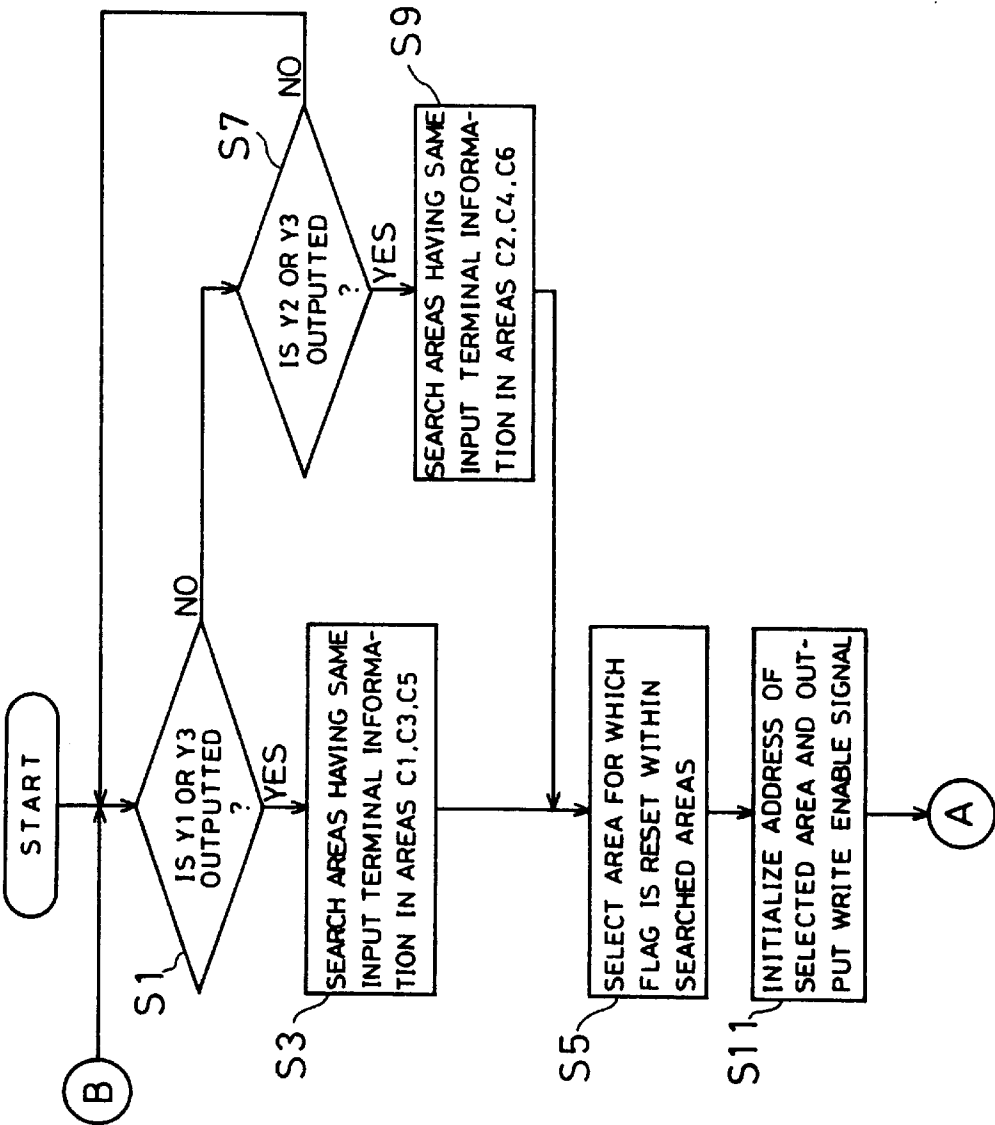 START
B
S1
IS Y1 OR Y3
OUTPUTTED
?
NO
YES
S3
SEARCH AREAS HAVING SAME
INPUT TERMINAL INFORMA-
TION IN AREAS C1.C3.C5
S7
IS Y2 OR Y3
OUTPUTTED
?
NO
YES
S9
SEARCH AREAS HAVING SAME
INPUT TERMINAL INFORMA-
TION IN AREAS C2.C4.C6
S5
SELECT AREA FOR WHICH
FLAG IS RESET WITHIN
SEARCHED AREAS
S11
INITIALIZE ADDRESS OF
SELECTED AREA AND OUT-
PUT WRITE ENABLE SIGNAL
A